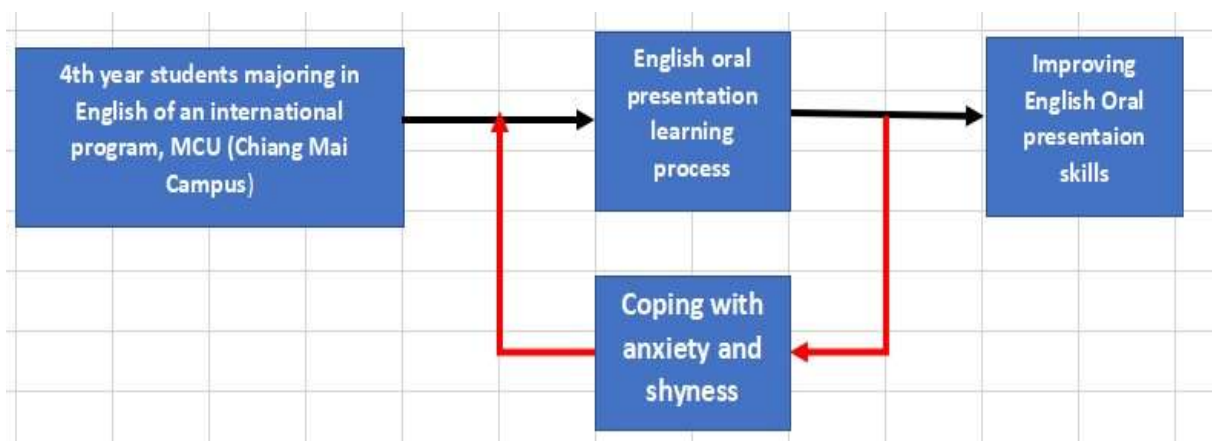 4th year students majoring in
English of an international
program, MCU (Chiang Mai
Campus)
English oral
presentation
learning
process
Improving
English Oral
presentaion
skills
Coping with
anxiety and
shyness